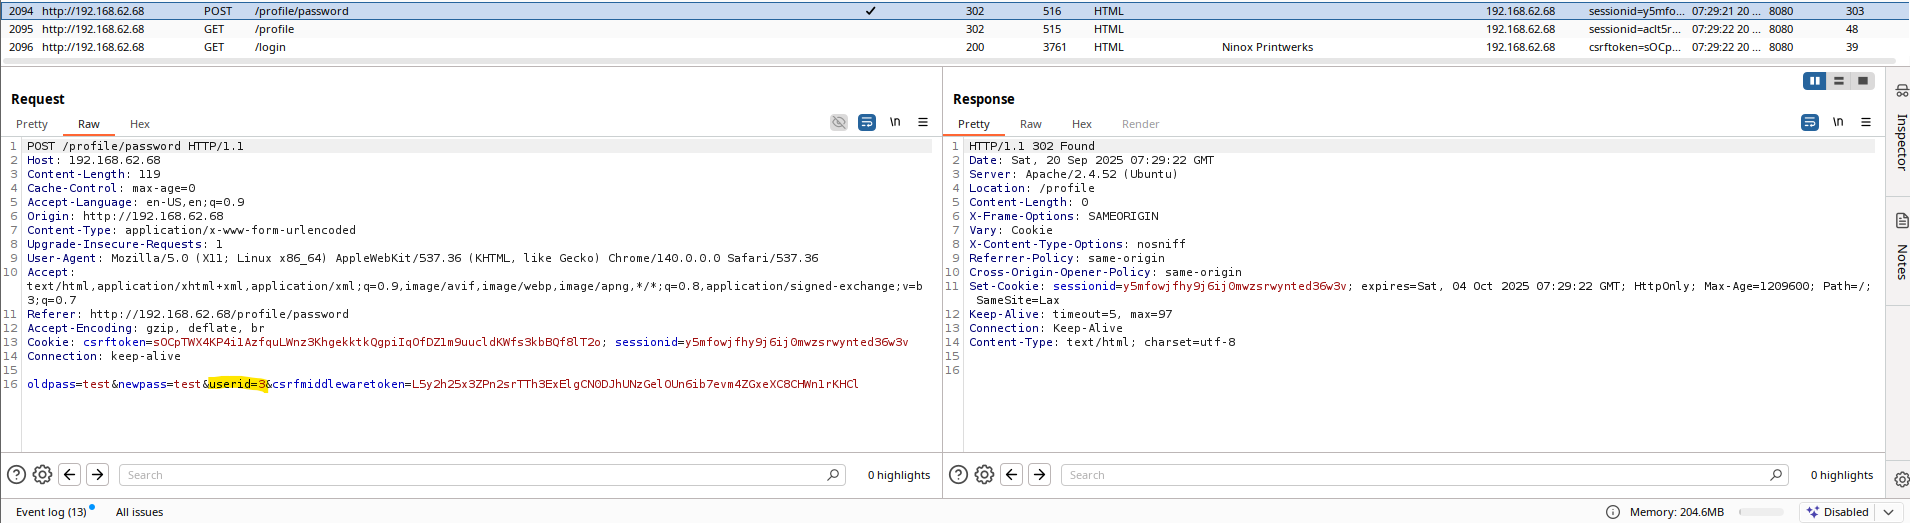 2094 http://192.168.62.68 POST /profile/password 302 516 HTML 192.168.62.68 sessionid=y5mfo... 07:29:21 20 ... 8080 303
2095 http://192.168.62.68 GET /profile 302 515 HTML 192.168.62.68 sessionid=aclt5r... 07:29:22 20 ... 8080 48
2096 http://192.168.62.68 GET /login 200 3761 HTML Ninox Printwerks 192.168.62.68 csrftoken=sOCp... 07:29:22 20 ... 8080 39
Request
Pretty Raw Hex
\n
1 POST /profile/password HTTP/1.1
2 Host: 192.168.62.68
3 Content-Length: 119
4 Cache-Control: max-age=0
5 Accept-Language: en-US,en;q=0.9
6 Origin: http://192.168.62.68
7 Content-Type: application/x-www-form-urlencoded
8 Upgrade-Insecure-Requests: 1
9 User-Agent: Mozilla/5.0 (X11; Linux x86_64) AppleWebKit/537.36 (KHTML, like Gecko) Chrome/140.0.0.0 Safari/537.36
10 Accept:
text/html,application/xhtml+xml,application/xml;q=0.9,image/avif,image/webp,image/apng,*/*;q=0.8,application/signed-exchange;v=b
3;q=0.7
11 Referer: http://192.168.62.68/profile/password
12 Accept-Encoding: gzip, deflate, br
13 Cookie: csrftoken=sOCpTWX4KP4i1AzfquLWnz3KhgekktkQgpiIqOfDZ1m9uucldKWfs3kbBQf8lT2o; sessionid=y5mfowjfhy9j6ij0mwzsrwynted36w3v
14 Connection: keep-alive
15
16 oldpass=test&newpass=test&userid=3&csrfmiddlewaretoken=L5y2h25x3ZPn2srTTh3ExElgCN0DJhUNzGelOUn6ib7evm4ZGxeXC8CHWn1rKHCl
Search
0 highlights
Response
Pretty Raw Hex Render
\n
1 HTTP/1.1 302 Found
2 Date: Sat, 20 Sep 2025 07:29:22 GMT
3 Server: Apache/2.4.52 (Ubuntu)
4 Location: /profile
5 Content-Length: 0
6 X-Frame-Options: SAMEORIGIN
7 Vary: Cookie
8 X-Content-Type-Options: nosniff
9 Referrer-Policy: same-origin
10 Cross-Origin-Opener-Policy: same-origin
11 Set-Cookie: sessionid=y5mfowjfhy9j6ij0mwzsrwynted36w3v; expires=Sat, 04 Oct 2025 07:29:22 GMT; HttpOnly; Max-Age=1209600; Path=/;
SameSite=Lax
12 Keep-Alive: timeout=5, max=97
13 Connection: Keep-Alive
14 Content-Type: text/html; charset=utf-8
15
16
Search
0 highlights
Inspector
Notes
Event log (13) All issues
Memory: 204.6MB
Disabled